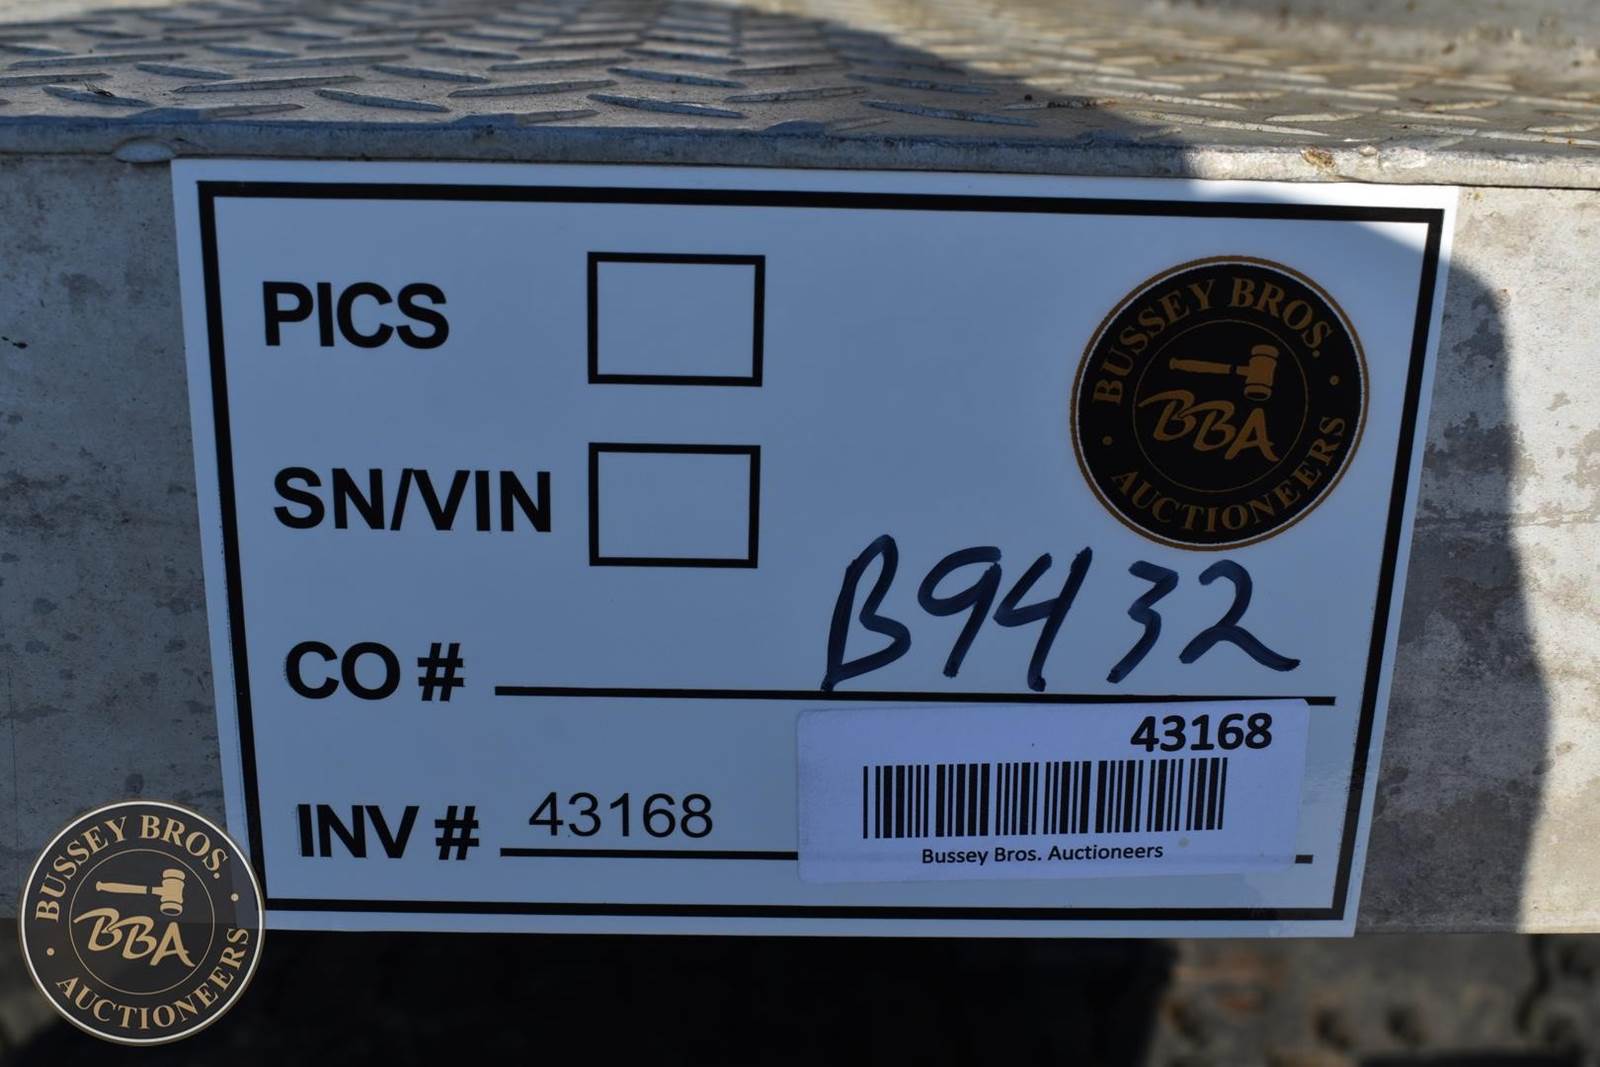 PICS
BUSSEY BROS.
BBA
AUCTIONEERS
SN/VIN
CO # B9432
43168
INV # 43168
Bussey Bros. Auctioneers
BUSSEY BROS.
BBA
AUCTIONEERS